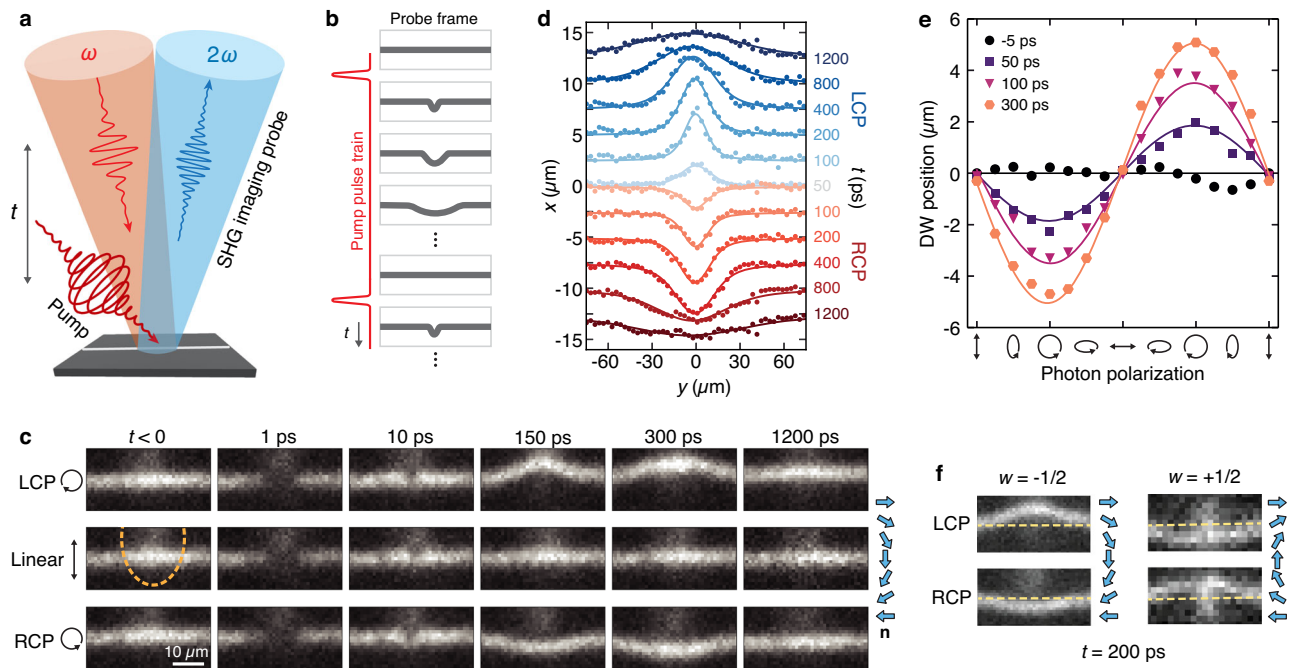 a
ω
2ω
t
Pump
SHG imaging probe
b
Probe frame
Pump pulse train
t
d
15
10
5
0
-5
-10
-15
x (µm)
-60
-30
0
30
60
y (µm)
1200
800
400
200
100
50
100
200
400
800
1200
LCP
t (ps)
RCP
e
6
4
2
0
-2
-4
-6
DW position (µm)
-5 ps
50 ps
100 ps
300 ps
Photon polarization
c
t < 0
1 ps
10 ps
150 ps
300 ps
1200 ps
LCP
Linear
RCP
10 µm
n
f
w = -1/2
w = +1/2
LCP
RCP
t = 200 ps